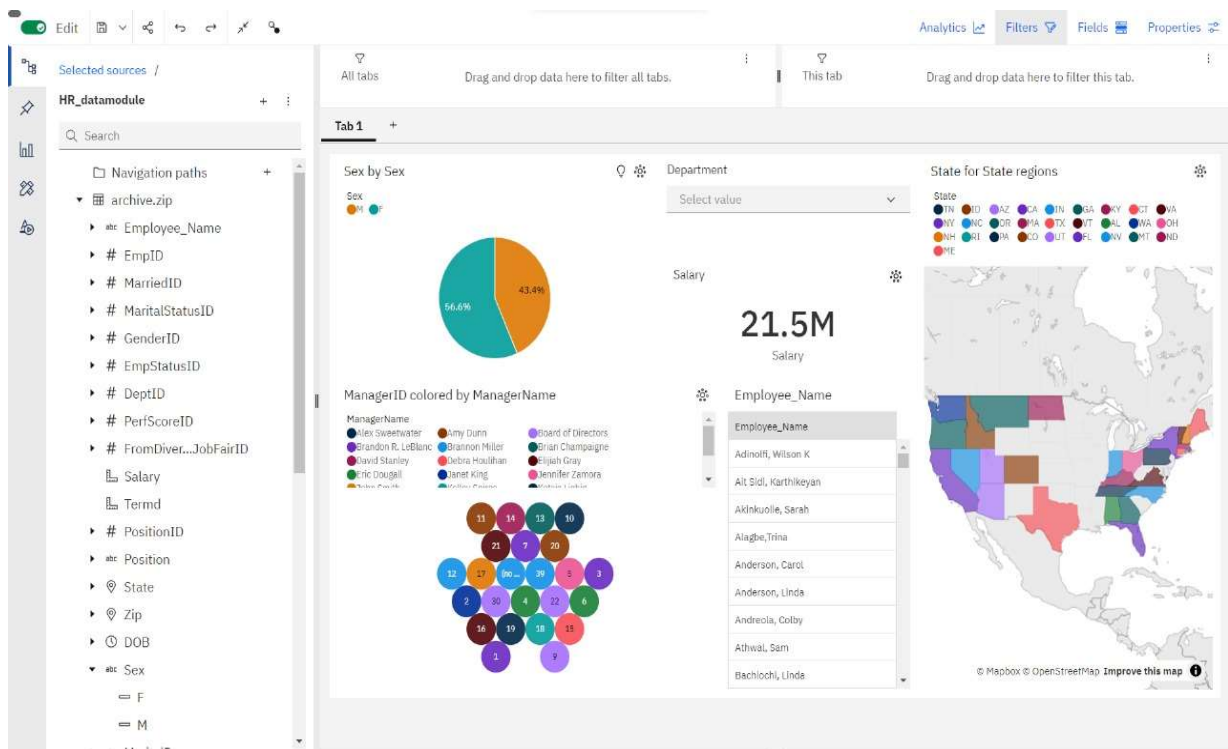 Edit
Analytics
Filters
Fields
Properties
Selected sources /
HR_datamodule
Search
Navigation paths
archive.zip
abc Employee_Name
# EmpID
# MarriedID
# MaritalStatusID
# GenderID
# EmpStatusID
# DeptID
# PerfScoreID
# FromDiver...JobFairID
Salary
Termd
# PositionID
abc Position
State
Zip
DOB
abc Sex
F
M
All tabs
Drag and drop data here to filter all tabs.
This tab
Drag and drop data here to filter this tab.
Tab 1 +
Sex by Sex
Sex
M F
56.6%
43.4%
Department
Select value
Salary
21.5M
Salary
State for State regions
State
TN ID AZ CA IN GA KY CT VA
NY NC OR MA TX VT AL WA OH
NH RI PA CO UT FL NV MT ND
ME
ManagerID colored by ManagerName
ManagerName
Alex Sweetwater Amy Dunn Board of Directors
Brandon R. LeBlanc Brannon Miller Brian Champaigne
David Stanley Debra Houlihan Elijiah Gray
Eric Dougall Janet King Jennifer Zamora
11 14 13 10
21 7 20
12 17 (no ... 39 5 3
2 30 4 22 6
16 19 18 15
1 9
Employee_Name
Employee_Name
Adinolfi, Wilson K
Ait Sidi, Karthikeyan
Akinkuolie, Sarah
Alagbe,Trina
Anderson, Carol
Anderson, Linda
Andreola, Colby
Athwal, Sam
Bachiochi, Linda
© Mapbox © OpenStreetMap Improve this map